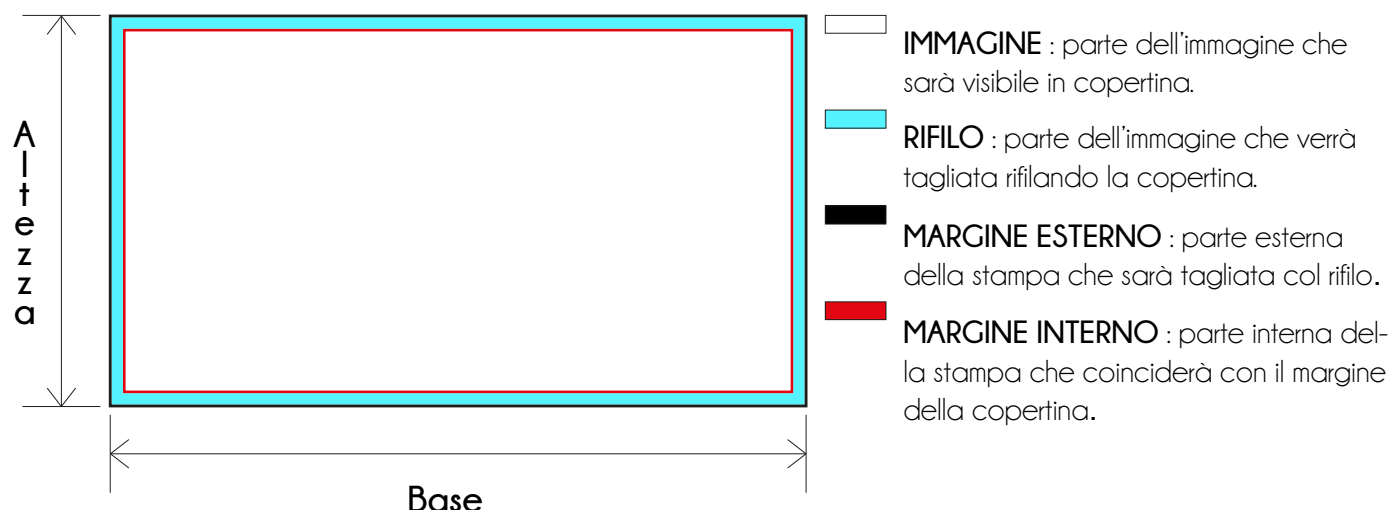 Altezza
Base
IMMAGINE : parte dell'immagine che
sarà visibile in copertina.
RIFILO : parte dell'immagine che verrà
tagliata rifilando la copertina.
MARGINE ESTERNO : parte esterna
della stampa che sarà tagliata col rifilo.
MARGINE INTERNO : parte interna del-
la stampa che coinciderà con il margine
della copertina.